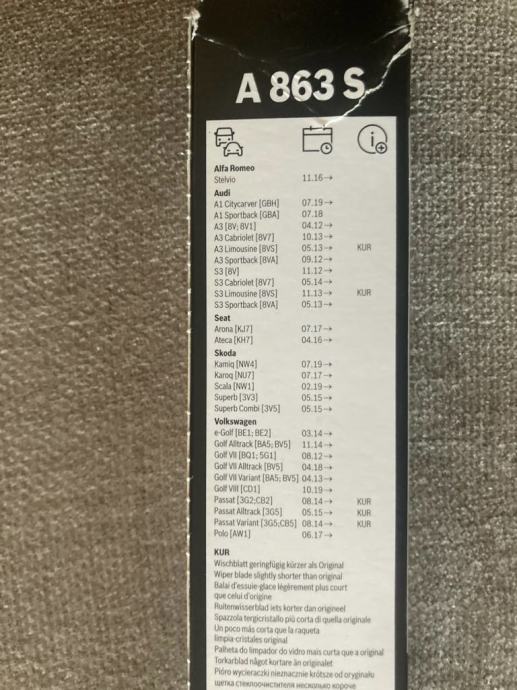 A 863 S
Alfa Romeo
Stelvio 11.16→
Audi
A1 Citycarver [GBH] 07.19→
A1 Sportback [GBA] 07.18
A3 [8V; 8V1] 04.12→
A3 Cabriolet [8V7] 10.13→
A3 Limousine [8VS] 05.13→ KUR
A3 Sportback [8VA] 09.12→
S3 [8V] 11.12→
S3 Cabriolet [8V7] 05.14→
S3 Limousine [8VS] 11.13→ KUR
S3 Sportback [8VA] 05.13→
Seat
Arona [KJ7] 07.17→
Ateca [KH7] 04.16→
Skoda
Kamiq [NW4] 07.19→
Karoq [NU7] 07.17→
Scala [NW1] 02.19→
Superb [3V3] 05.15→
Superb Combi [3V5] 05.15→
Volkswagen
e-Golf [BE1; BE2] 03.14→
Golf Alltrack [BA5; BV5] 11.14→
Golf VII [BQ1; 5G1] 08.12→
Golf VII Alltrack [BV5] 04.18→
Golf VII Variant [BA5; BV5] 04.13→
Golf VIII [CD1] 10.19→
Passat [3G2;CB2] 08.14→ KUR
Passat Alltrack [3G5] 05.15→ KUR
Passat Variant [3G5;CB5] 08.14→ KUR
Polo [AW1] 06.17→
KUR
Wischblatt geringfügig kürzer als Original
Wiper blade slightly shorter than original
Balai d'essuie-glace légèrement plus court
que celui d'origine
Ruitenwisserblad iets korter dan origineel
Spazzola tergicristallo più corta di quella originale
Un poco más corta que la raqueta
limpia-cristales original
Palheta do limpador do vidro mais curta que a original
Torkarblad något kortare än originalet
Pióro wycieraczki nieznacznie krótsze od oryginału
щетка стеклоочистителя несколько короче